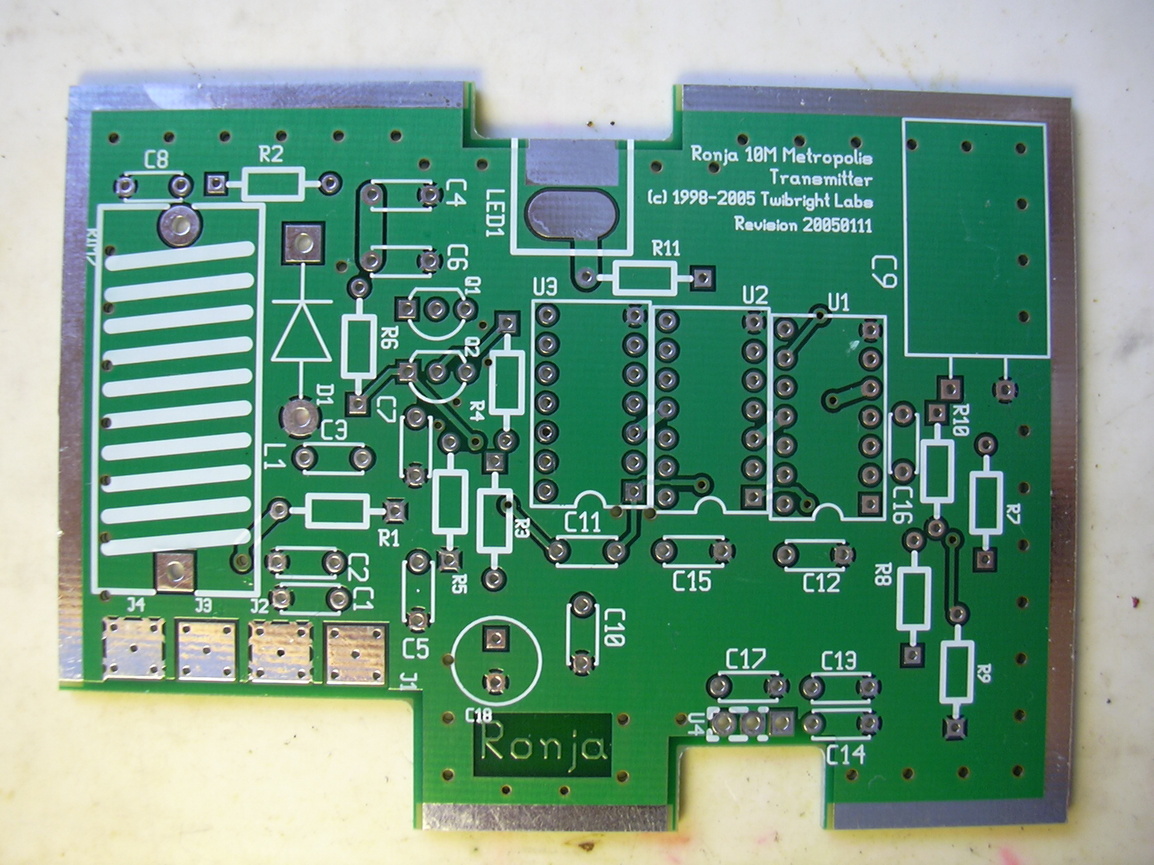 Ronja 10M Metropolis
Transmitter
(c) 1998-2005 Twibright Labs
Revision 20050111
C8
R2
C4
LED1
C6
R11
C9
Q1
U3
U2
U1
R6
Q2
D1
C7
R4
R10
C3
L1
C16
R7
R1
R3
C11
C2
R5
C15
C12
R8
C1
J4
J3
J2
J1
C5
C10
C17
C13
R9
U4
C18
C14
Ronja